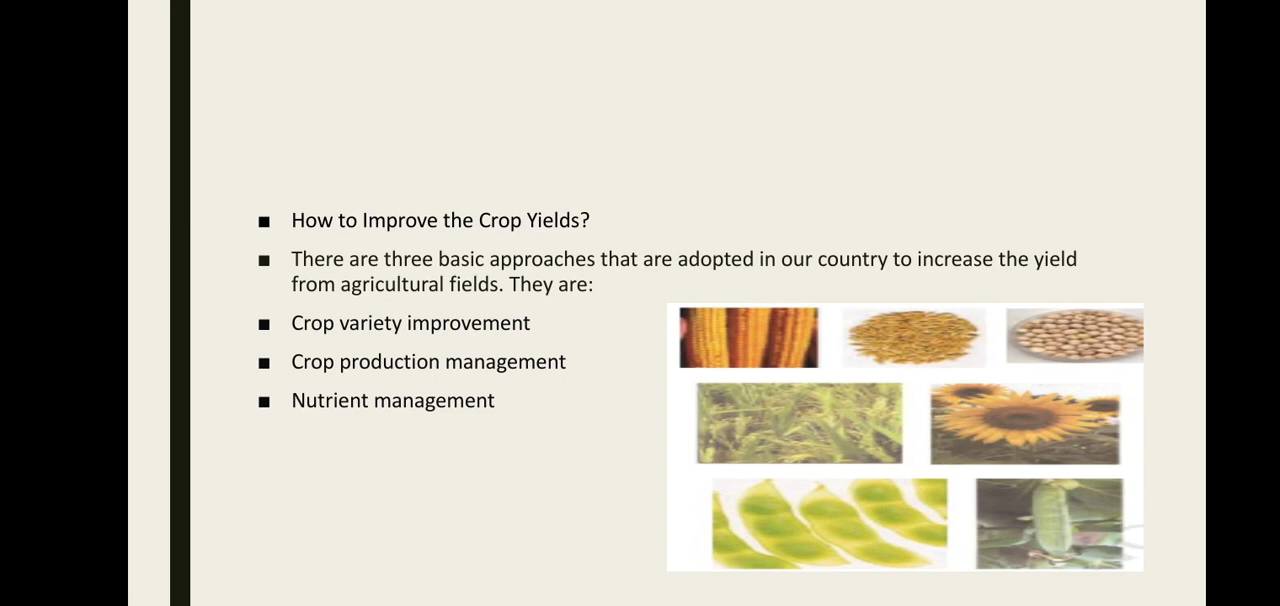 ■ How to Improve the Crop Yields?
■ There are three basic approaches that are adopted in our country to increase the yield
from agricultural fields. They are:
■ Crop variety improvement
■ Crop production management
■ Nutrient management